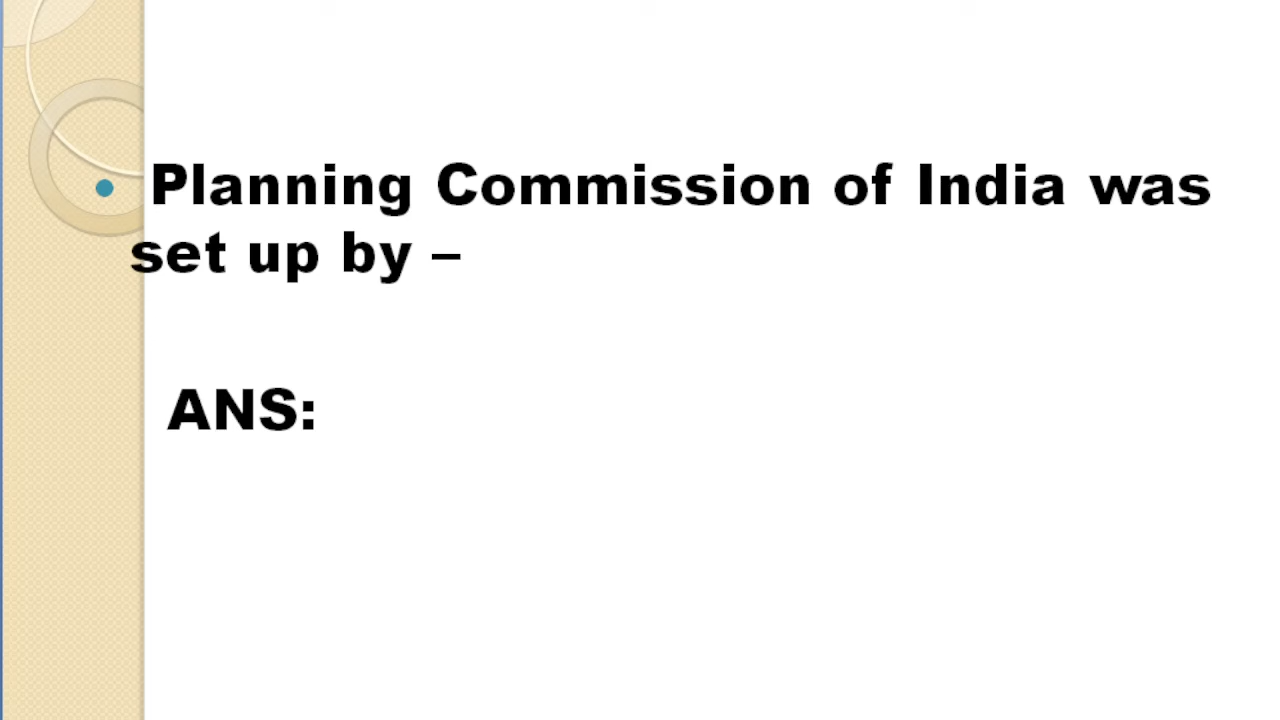 Planning Commission of India was
set up by –
ANS: